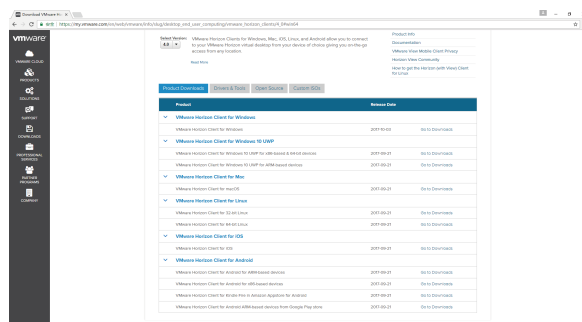 Download VMware Ho
https://my.vmware.com/en/web/vmware/info/slug/desktop_end_user_computing/vmware_horizon_clients/4_0#win64
vmware
VMWARE CLOUD
PRODUCTS
SOLUTIONS
SUPPORT
DOWNLOADS
PROFESSIONAL
SERVICES
PARTNER
PROGRAMS
COMPANY
Select Version:
4.0
VMware Horizon Clients for Windows, Mac, iOS, Linux, and Android allow you to connect
to your VMware Horizon virtual desktop from your device of choice giving you on-the-go
access from any location.
Read More
Product Info
Documentation
VMware View Mobile Client Privacy
Horizon View Community
How to get the Horizon with Views Client
for Linux
Product Downloads
Drivers & Tools
Open Source
Custom ISOs
Product Release Date
VMware Horizon Client for Windows
VMware Horizon Client for Windows 2017-10-03 Go to Downloads
VMware Horizon Client for Windows 10 UWP
VMware Horizon Client for Windows 10 UWP for x86-based & 64-bit devices 2017-09-21 Go to Downloads
VMware Horizon Client for Windows 10 UWP for ARM-based devices 2017-09-21 Go to Downloads
VMware Horizon Client for Mac
VMware Horizon Client for macOS 2017-09-21 Go to Downloads
VMware Horizon Client for Linux
VMware Horizon Client for 32-bit Linux 2017-09-21 Go to Downloads
VMware Horizon Client for 64-bit Linux 2017-09-21 Go to Downloads
VMware Horizon Client for iOS
VMware Horizon Client for iOS 2017-09-21 Go to Downloads
VMware Horizon Client for Android
VMware Horizon Client for Android for ARM-based devices 2017-09-21 Go to Downloads
VMware Horizon Client for Android for x86-based devices 2017-09-21 Go to Downloads
VMware Horizon Client for Kindle Fire in Amazon Appstore for Android 2017-09-21 Go to Downloads
VMware Horizon Client for Android ARM-based devices from Google Play store 2017-09-21 Go to Downloads